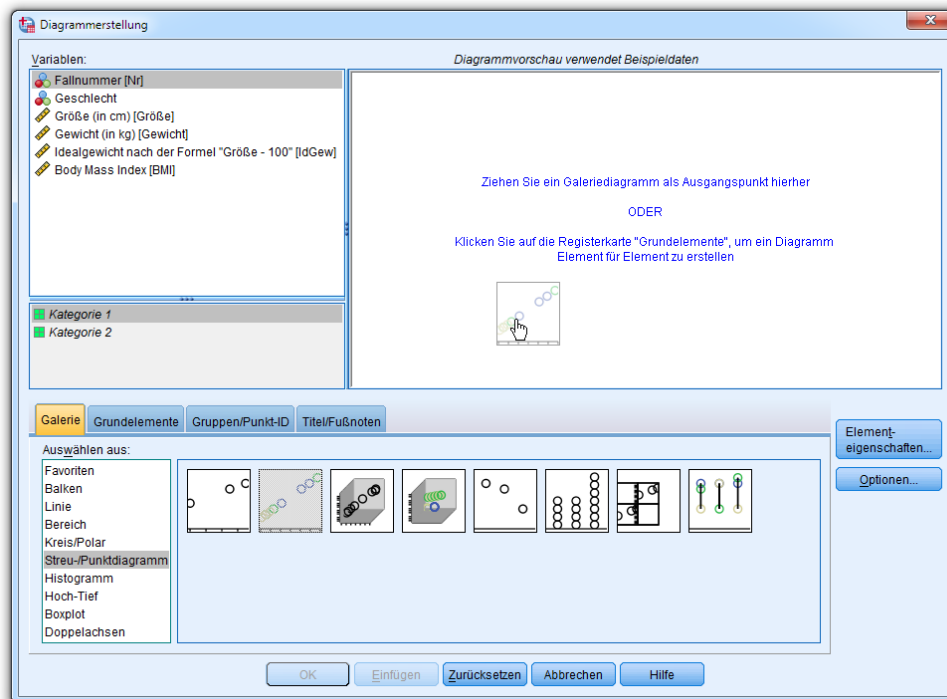 Diagrammerstellung
Variablen:
Diagrammvorschau verwendet Beispieldaten
Fallnummer [Nr]
Geschlecht
Größe (in cm) [Größe]
Gewicht (in kg) [Gewicht]
Idealgewicht nach der Formel "Größe - 100" [IdGew]
Body Mass Index [BMI]
Ziehen Sie ein Galeriediagramm als Ausgangspunkt hierher
ODER
Klicken Sie auf die Registerkarte "Grundelemente", um ein Diagramm
Element für Element zu erstellen
Kategorie 1
Kategorie 2
Galerie Grundelemente Gruppen/Punkt-ID Titel/Fußnoten
Element-
eigenschaften...
Optionen...
Auswählen aus:
Favoriten
Balken
Linie
Bereich
Kreis/Polar
Streu-/Punktdiagramm
Histogramm
Hoch-Tief
Boxplot
Doppelachsen
OK Einfügen Zurücksetzen Abbrechen Hilfe